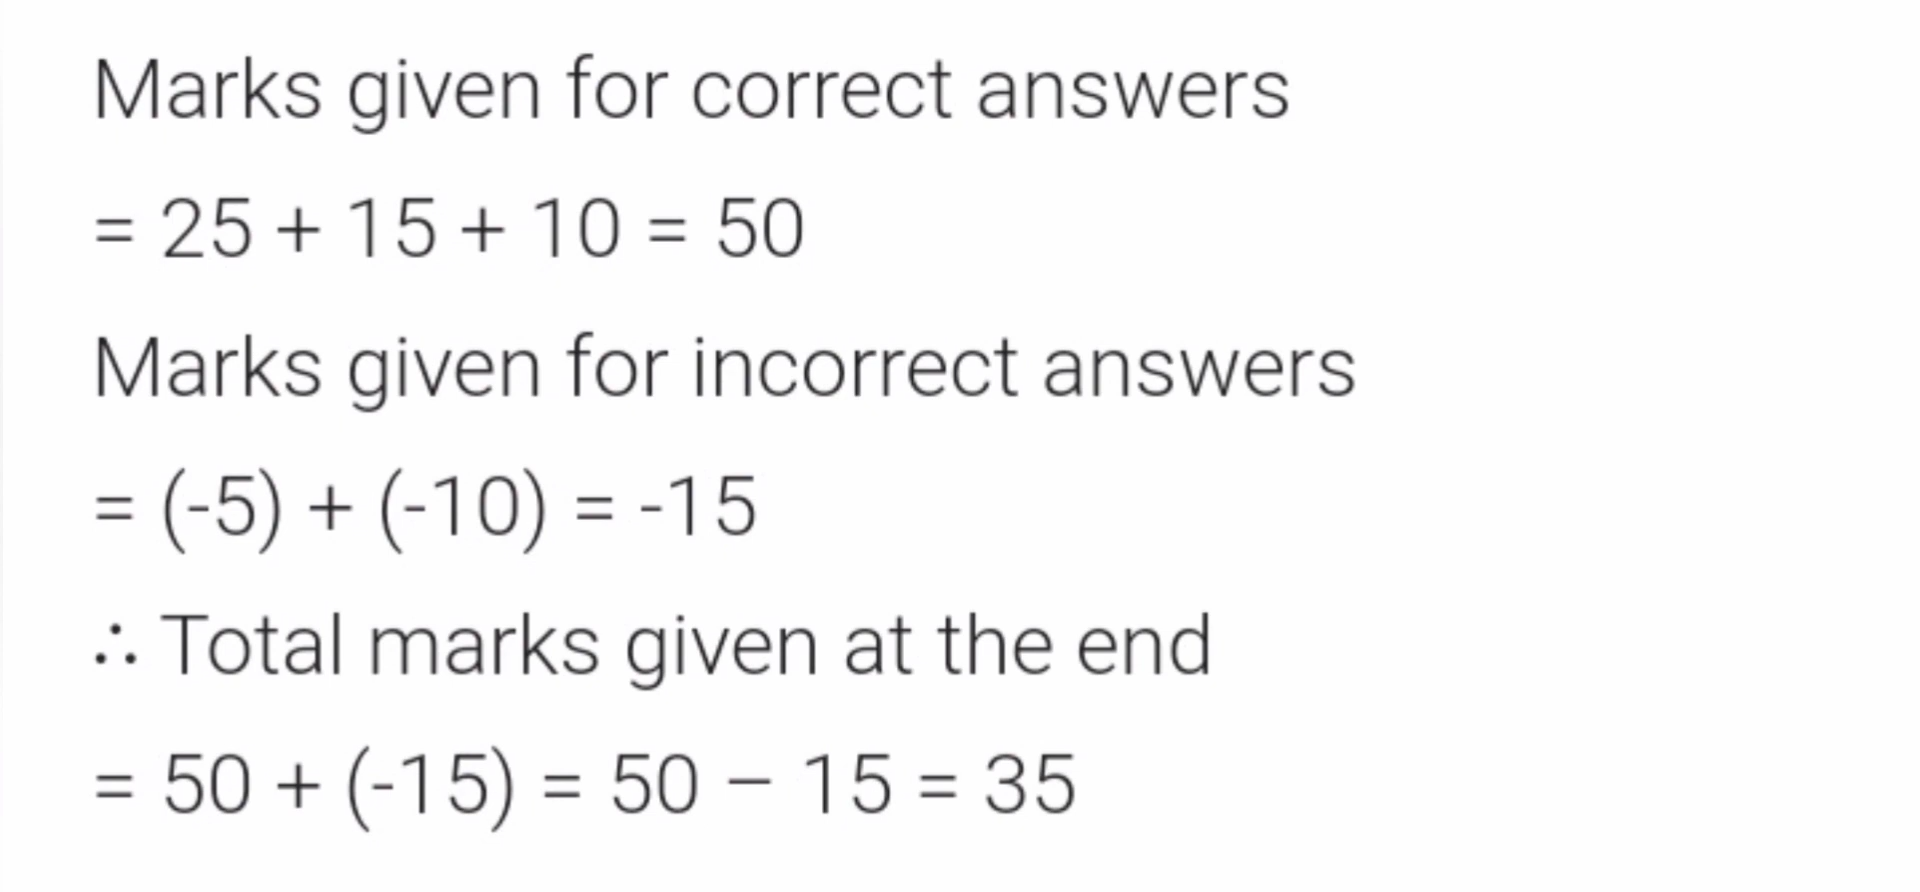 Marks given for correct answers
= 25 + 15 + 10 = 50
Marks given for incorrect answers
= (-5) + (-10) = -15
∴ Total marks given at the end
= 50 + (-15) = 50 – 15 = 35